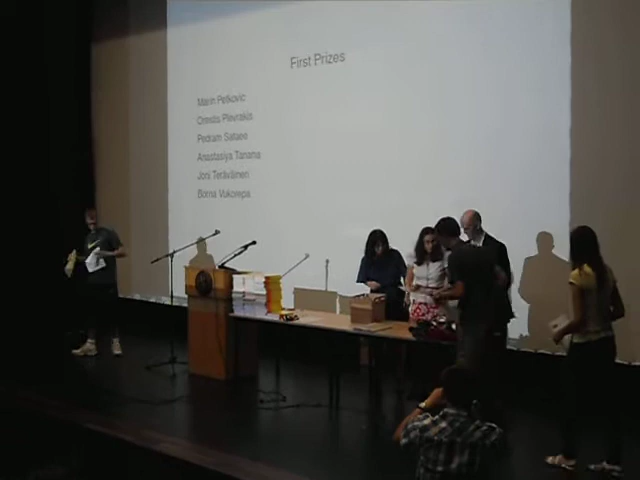 First Prizes
Marin Petkovic
Orestis Plevrakis
Pedram Safaee
Anastasiya Tanana
Joni Teräväinen
Borna Vukorepa